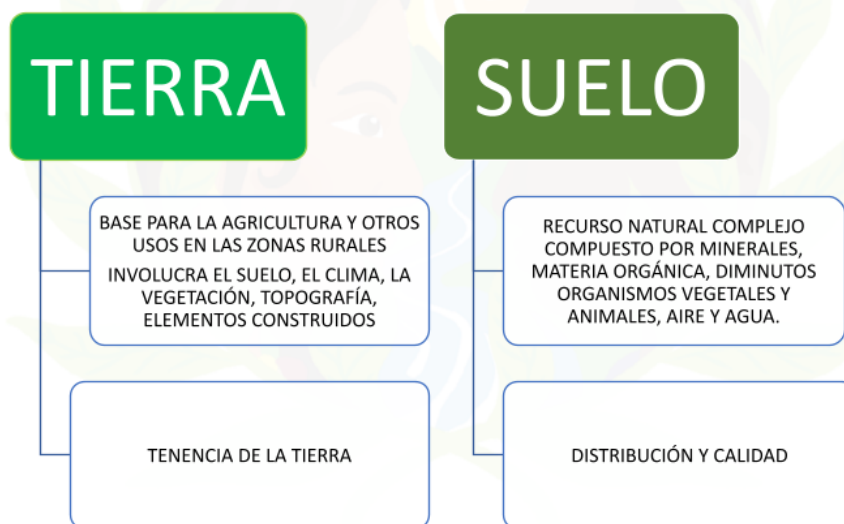 TIERRA
BASE PARA LA AGRICULTURA Y OTROS
USOS EN LAS ZONAS RURALES
INVOLUCRA EL SUELO, EL CLIMA, LA
VEGETACIÓN, TOPOGRAFÍA,
ELEMENTOS CONSTRUIDOS
TENENCIA DE LA TIERRA
SUELO
RECURSO NATURAL COMPLEJO
COMPUESTO POR MINERALES,
MATERIA ORGÁNICA, DIMINUTOS
ORGANISMOS VEGETALES Y
ANIMALES, AIRE Y AGUA.
DISTRIBUCIÓN Y CALIDAD